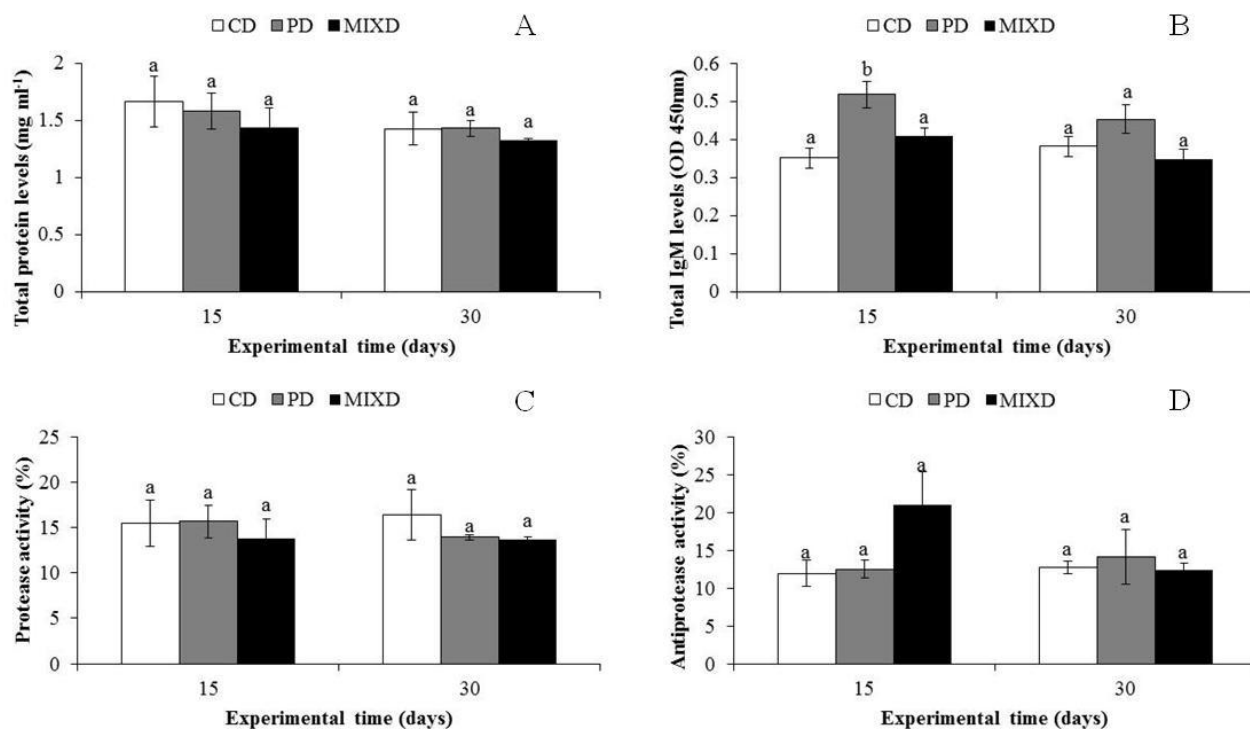 CD PD MIXD A
Total protein levels (mg ml-1)
2
1.5
1
0.5
0
a a a a a a
15 30
Experimental time (days)
CD PD MIXD B
Total IgM levels (OD 450nm)
0.6
0.5
0.4
0.3
0.2
0.1
0
a b a a a a
15 30
Experimental time (days)
CD PD MIXD C
Protease activity (%)
25
20
15
10
5
0
a a a a a a
15 30
Experimental time (days)
CD PD MIXD D
Antiprotease activity (%)
30
25
20
15
10
5
0
a a a a a a
15 30
Experimental time (days)